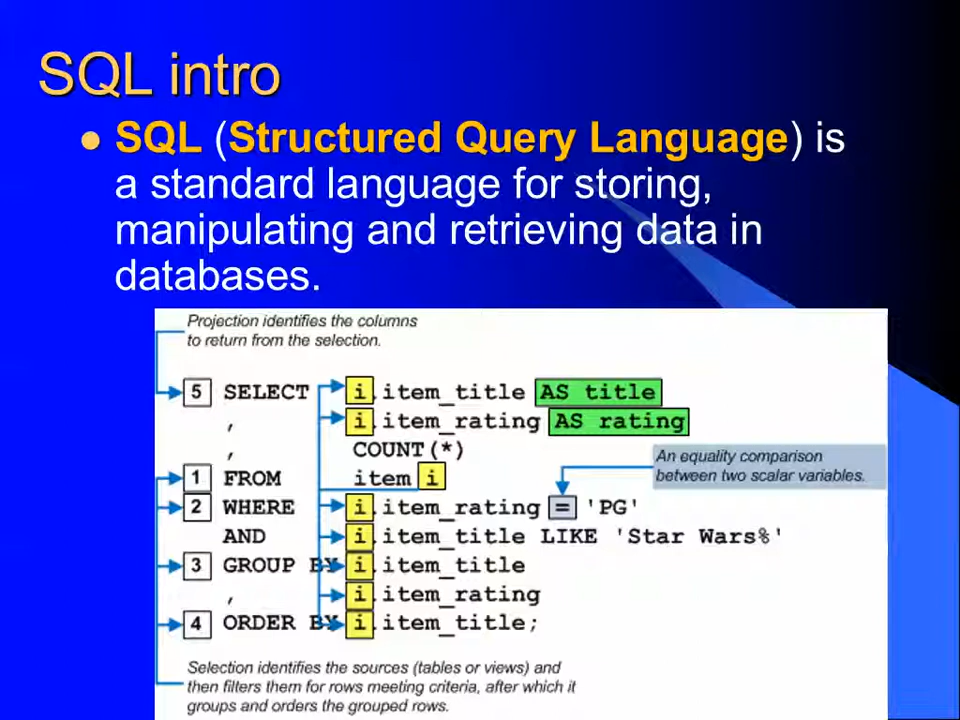 SQL intro
SQL (Structured Query Language) is
a standard language for storing,
manipulating and retrieving data in
databases.
Projection identifies the columns
to return from the selection.
5 SELECT i.item_title AS title
, i.item_rating AS rating
, COUNT(*)
1 FROM item i
An equality comparison
between two scalar variables.
2 WHERE i.item_rating = 'PG'
AND i.item_title LIKE 'Star Wars%'
3 GROUP BY i.item_title
, i.item_rating
4 ORDER BY i.item_title;
Selection identifies the sources (tables or views) and
then filters them for rows meeting criteria, after which it
groups and orders the grouped rows.